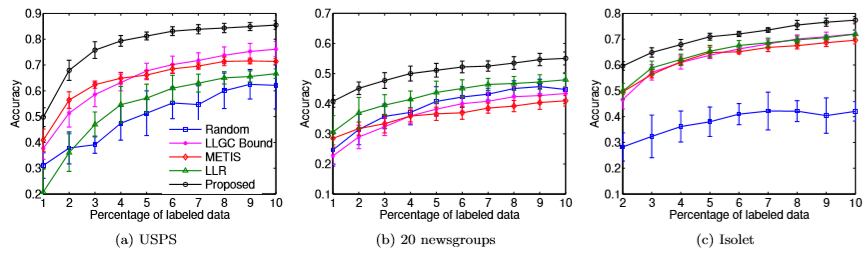 0.9
0.8
0.7
0.6
0.5
0.4
0.3
0.2
Accuracy
1 2 3 4 5 6 7 8 9 10
Percentage of labeled data
Random
LLGC Bound
METIS
LLR
Proposed
(a) USPS
0.7
0.6
0.5
0.4
0.3
0.2
0.1
Accuracy
1 2 3 4 5 6 7 8 9 10
Percentage of labeled data
(b) 20 newsgroups
0.8
0.7
0.6
0.5
0.4
0.3
0.2
0.1
Accuracy
2 3 4 5 6 7 8 9 10
Percentage of labeled data
(c) Isolet